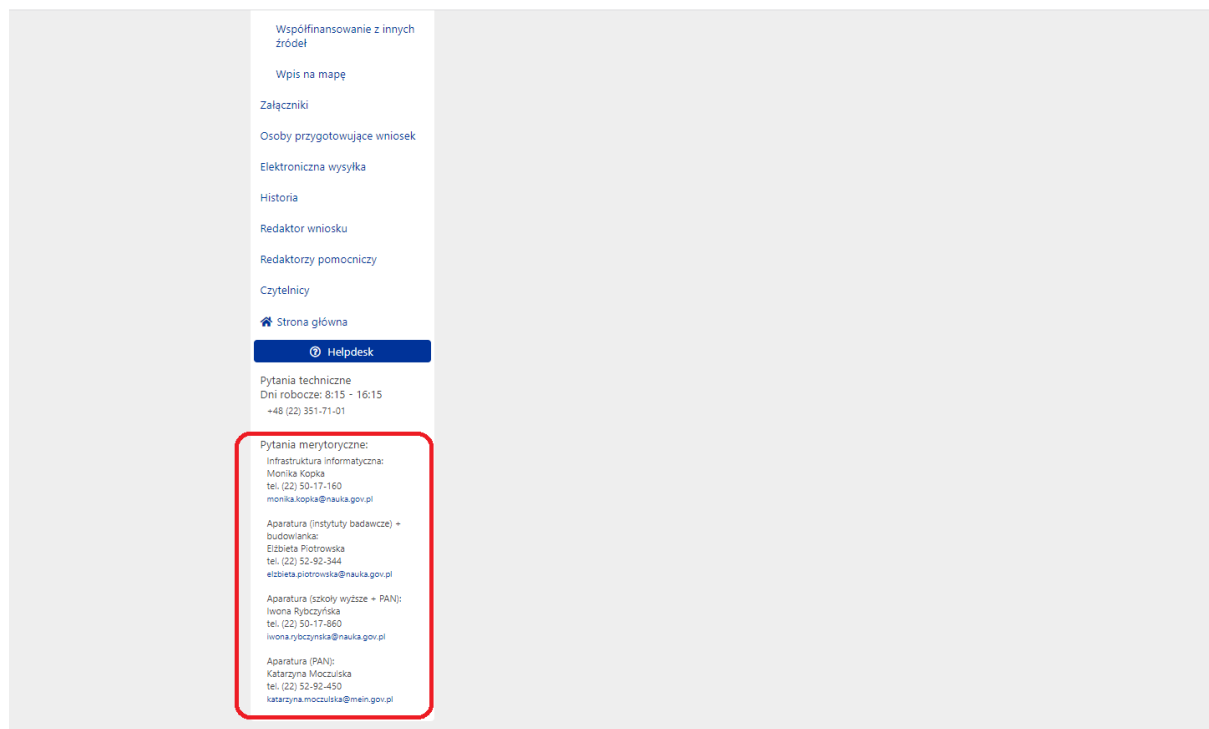 Współfinansowanie z innych
źródeł
Wpis na mapę
Załączniki
Osoby przygotowujące wniosek
Elektroniczna wysyłka
Historia
Redaktor wniosku
Redaktorzy pomocniczy
Czytelnicy
Strona główna
Helpdesk
Pytania techniczne
Dni robocze: 8:15 - 16:15
+48 (22) 351-71-01
Pytania merytoryczne:
Infrastruktura informatyczna:
Monika Kopka
tel. (22) 50-17-160
monika.kopka@nauka.gov.pl
Aparatura (instytuty badawcze) +
budowlanka:
Elżbieta Piotrowska
tel. (22) 52-92-344
elzbieta.piotrowska@nauka.gov.pl
Aparatura (szkoły wyższe + PAN):
Iwona Rybczyńska
tel. (22) 50-17-860
iwona.rybczynska@nauka.gov.pl
Aparatura (PAN):
Katarzyna Moczulska
tel. (22) 52-92-450
katarzyna.moczulska@mein.gov.pl